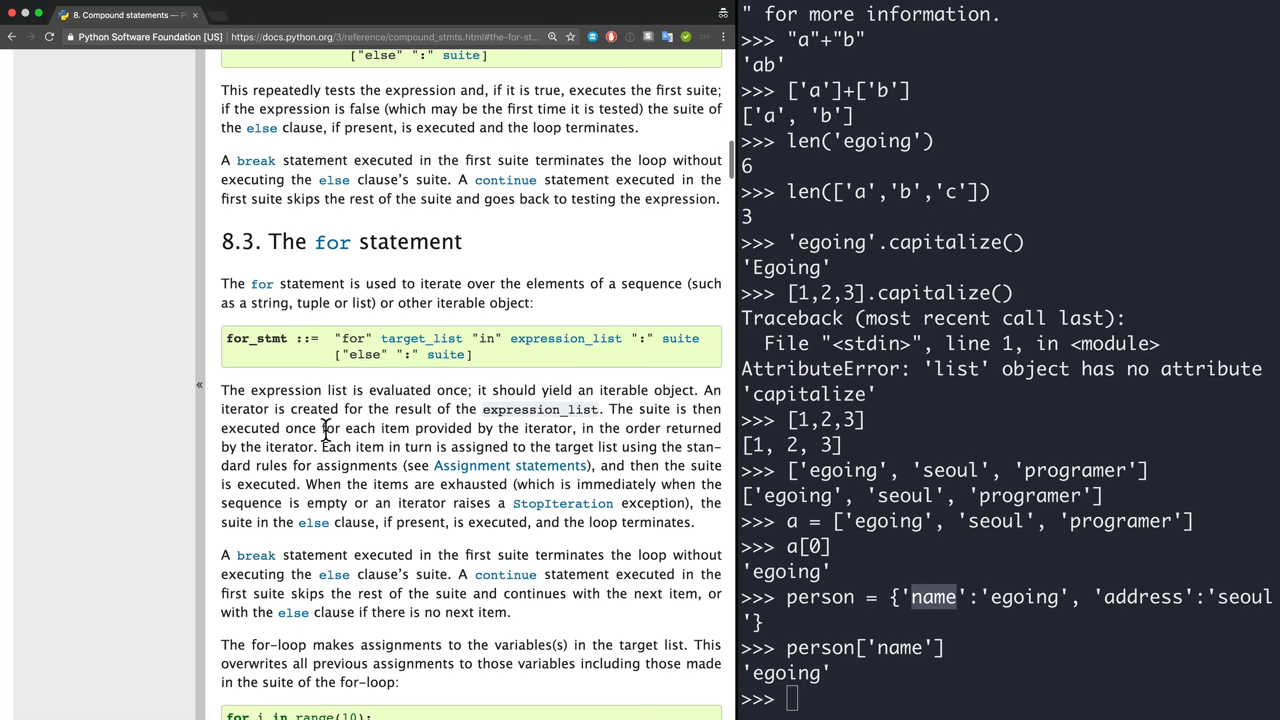 8. Compound statements — P
Python Software Foundation [US]
https://docs.python.org/3/reference/compound_stmts.html#the-for-st…
["else" ":" suite]
This repeatedly tests the expression and, if it is true, executes the first suite;
if the expression is false (which may be the first time it is tested) the suite of
the else clause, if present, is executed and the loop terminates.
A break statement executed in the first suite terminates the loop without
executing the else clause’s suite. A continue statement executed in the
first suite skips the rest of the suite and goes back to testing the expression.
8.3. The for statement
The for statement is used to iterate over the elements of a sequence (such
as a string, tuple or list) or other iterable object:
for_stmt ::= "for" target_list "in" expression_list ":" suite
["else" ":" suite]
«
The expression list is evaluated once; it should yield an iterable object. An
iterator is created for the result of the expression_list. The suite is then
executed once for each item provided by the iterator, in the order returned
by the iterator. Each item in turn is assigned to the target list using the stan-
dard rules for assignments (see Assignment statements), and then the suite
is executed. When the items are exhausted (which is immediately when the
sequence is empty or an iterator raises a StopIteration exception), the
suite in the else clause, if present, is executed, and the loop terminates.
A break statement executed in the first suite terminates the loop without
executing the else clause’s suite. A continue statement executed in the
first suite skips the rest of the suite and continues with the next item, or
with the else clause if there is no next item.
The for-loop makes assignments to the variables(s) in the target list. This
overwrites all previous assignments to those variables including those made
in the suite of the for-loop:
for i in range(10):
" for more information.
>>> "a"+"b"
'ab'
>>> ['a']+['b']
['a', 'b']
>>> len('egoing')
6
>>> len(['a','b','c'])
3
>>> 'egoing'.capitalize()
'Egoing'
>>> [1,2,3].capitalize()
Traceback (most recent call last):
File "<stdin>", line 1, in <module>
AttributeError: 'list' object has no attribute
'capitalize'
>>> [1,2,3]
[1, 2, 3]
>>> ['egoing', 'seoul', 'programer']
['egoing', 'seoul', 'programer']
>>> a = ['egoing', 'seoul', 'programer']
>>> a[0]
'egoing'
>>> person = {'name':'egoing', 'address':'seoul
'}
>>> person['name']
'egoing'
>>>